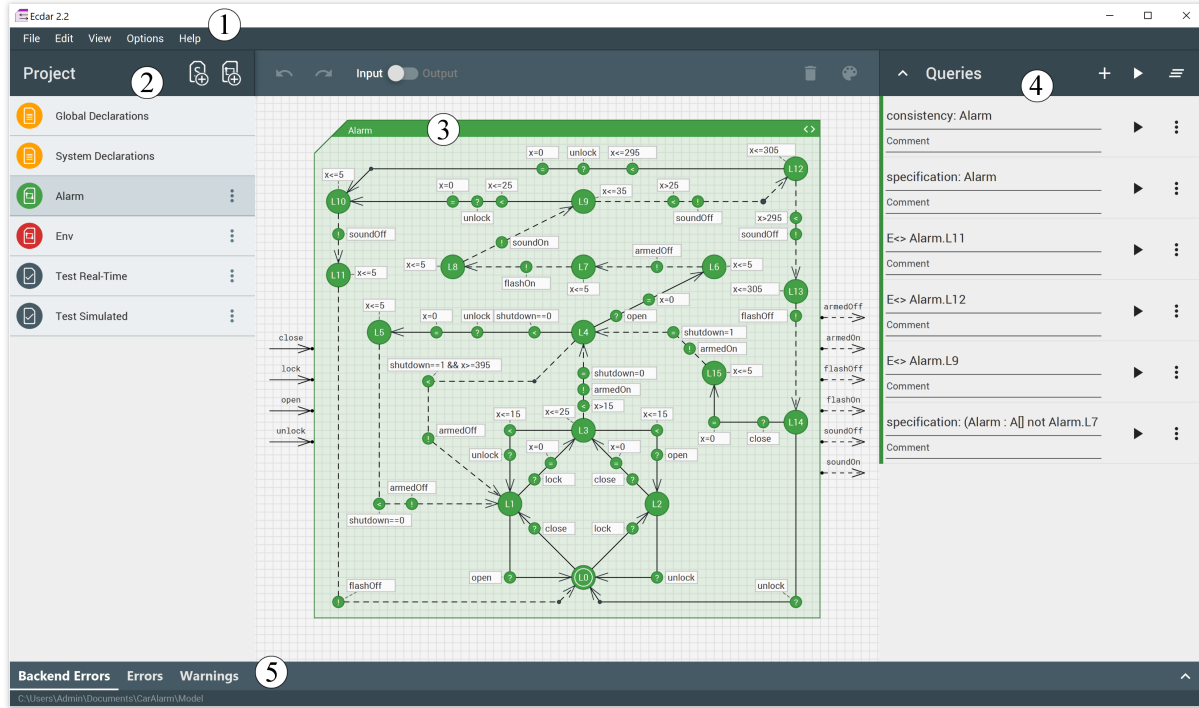 Ecdar 2.2
File Edit View Options Help
1
Project
2
Input Output
Queries
4
Global Declarations
System Declarations
Alarm
Env
Test Real-Time
Test Simulated
Alarm
3
<>
x=0 unlock x<=295 x<=305
= ? <
L12
x<=5 x=0 x<=25 x<=35 x>25
L10 = ? < L9 < !
unlock soundOff x>295 <
! soundOff soundOn ! soundOff !
armedOff
L11 x<=5 x<=5 L8 ! L7 ! L6 x<=5
flashOn x<=5 x<=305 L13
= x=0
x<=5 ? open flashOff !
x=0 unlock shutdown==0
L5 = ? < L4 = shutdown=1
! armedOn
shutdown==1 && x>=395
< = shutdown=0 L15 x<=5
! armedOn
< x>15
x<=15 x<=25 x<=15
= ? L14
< L3 < x=0 close
! armedOff x=0 x=0
unlock ? = = ? open
? lock close ?
armedOff
< ! L1 L2
shutdown==0
? close lock ?
open ? L0 ? unlock
flashOff unlock
! ?
close
lock
open
unlock
armedOff
armedOn
flashOff
flashOn
soundOff
soundOn
consistency: Alarm
Comment
specification: Alarm
Comment
E<> Alarm.L11
Comment
E<> Alarm.L12
Comment
E<> Alarm.L9
Comment
specification: (Alarm : A[] not Alarm.L7
Comment
Backend Errors Errors Warnings
5
C:\Users\Admin\Documents\CarAlarm\Model